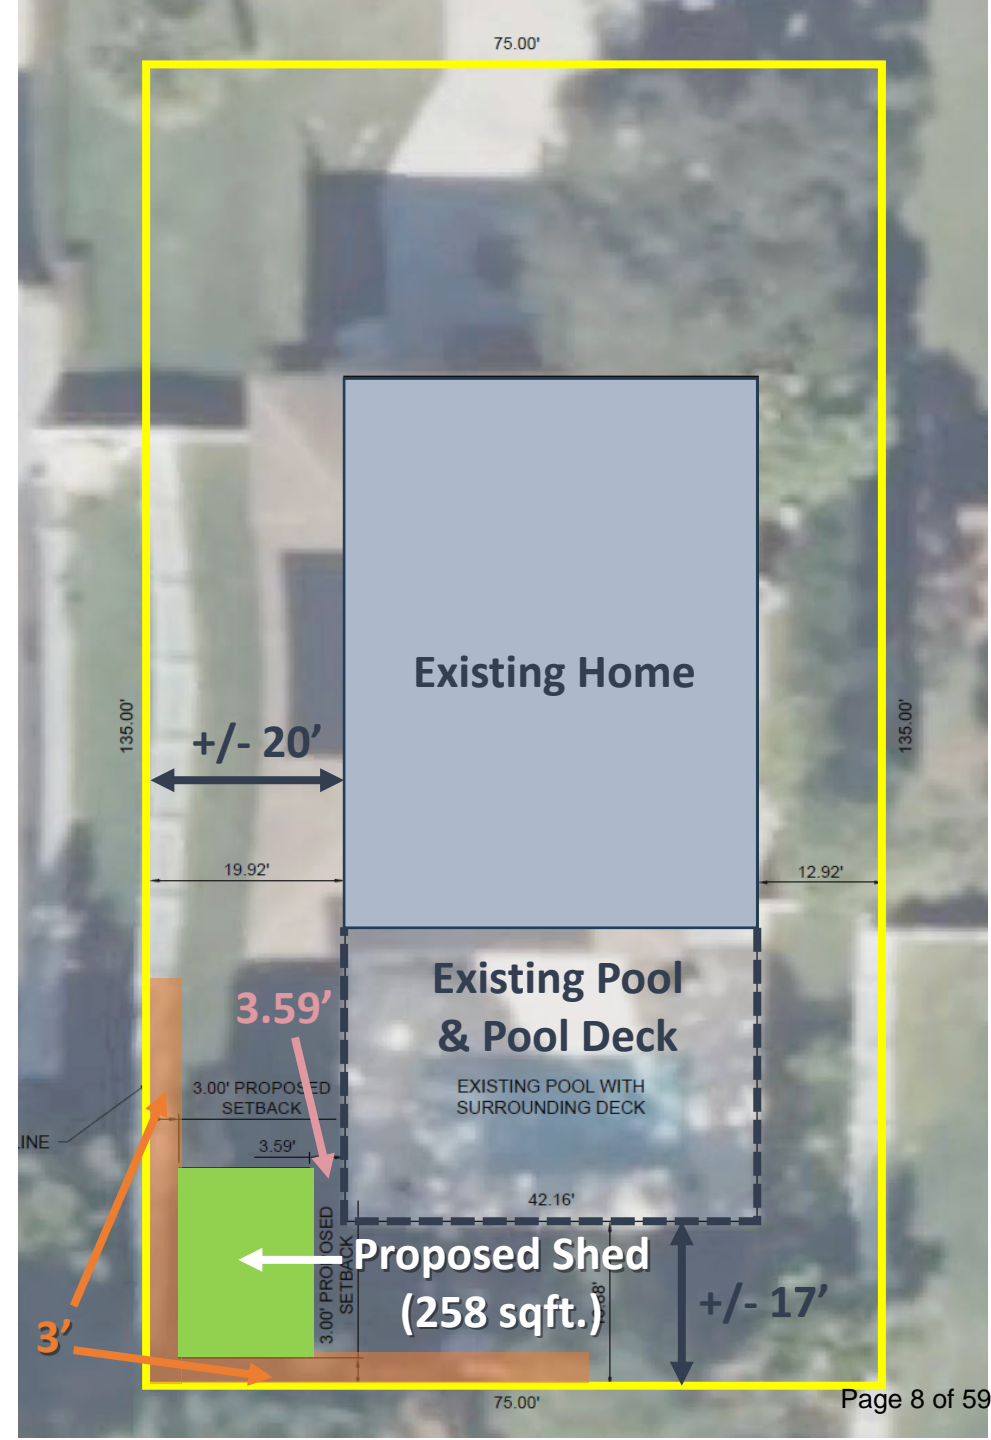 75.00'
Existing Home
135.00'
135.00'
+/- 20’
19.92'
12.92'
Existing Pool
& Pool Deck
3.59’
EXISTING POOL WITH
SURROUNDING DECK
3.00' PROPOSED
SETBACK
LINE
3.59'
42.16'
3.00' PROPOSED
SETBACK
Proposed Shed
(258 sqft.)
+/- 17’
3’
75.00'
Page 8 of 59